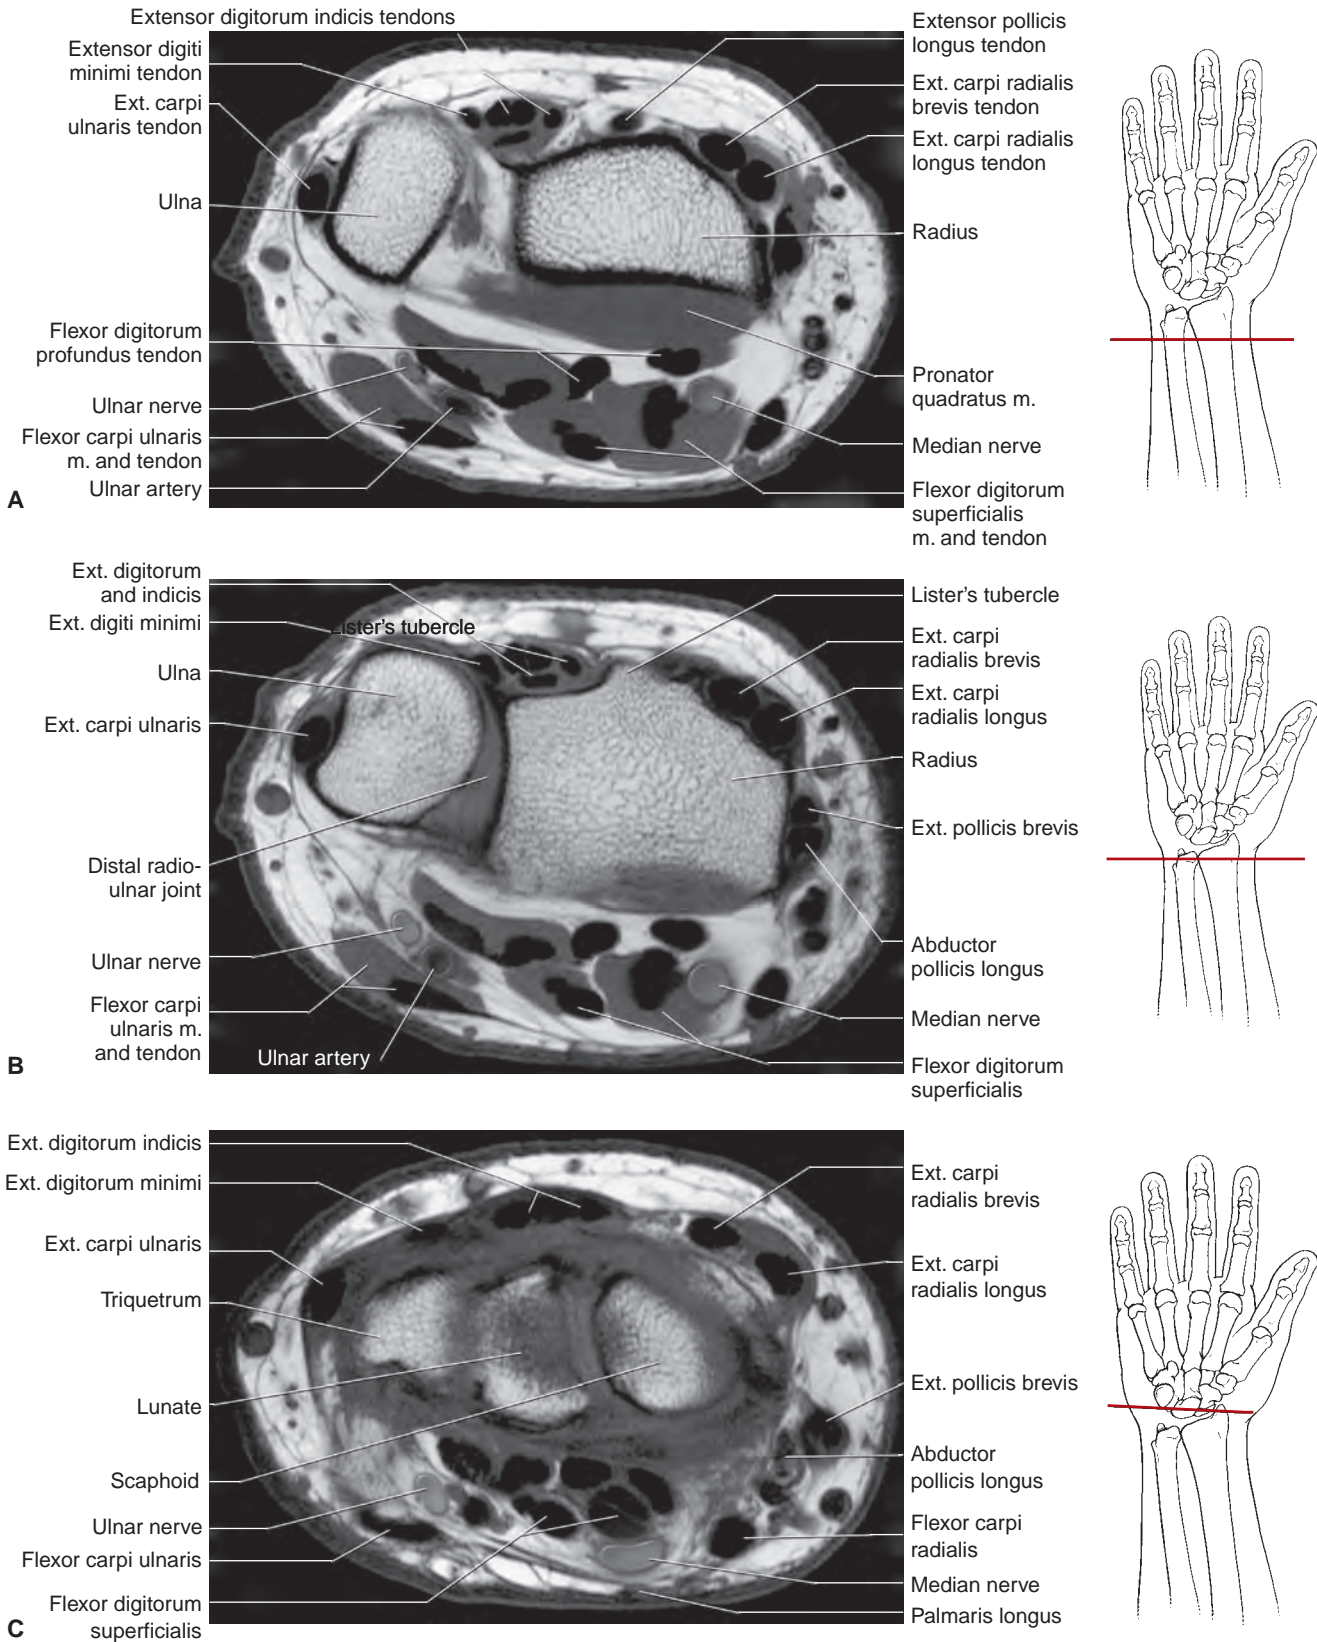 Extensor digitorum indicis tendons
Extensor digiti
minimi tendon
Ext. carpi
ulnaris tendon
Ulna
Flexor digitorum
profundus tendon
Ulnar nerve
Flexor carpi ulnaris
m. and tendon
Ulnar artery
A
Extensor pollicis
longus tendon
Ext. carpi radialis
brevis tendon
Ext. carpi radialis
longus tendon
Radius
Pronator
quadratus m.
Median nerve
Flexor digitorum
superficialis
m. and tendon
Ext. digitorum
and indicis
Ext. digiti minimi
Lister's tubercle
Ulna
Ext. carpi ulnaris
Distal radio-
ulnar joint
Ulnar nerve
Flexor carpi
ulnaris m.
and tendon
Ulnar artery
B
Lister's tubercle
Ext. carpi
radialis brevis
Ext. carpi
radialis longus
Radius
Ext. pollicis brevis
Abductor
pollicis longus
Median nerve
Flexor digitorum
superficialis
Ext. digitorum indicis
Ext. digitorum minimi
Ext. carpi ulnaris
Triquetrum
Lunate
Scaphoid
Ulnar nerve
Flexor carpi ulnaris
Flexor digitorum
superficialis
C
Ext. carpi
radialis brevis
Ext. carpi
radialis longus
Ext. pollicis brevis
Abductor
pollicis longus
Flexor carpi
radialis
Median nerve
Palmaris longus